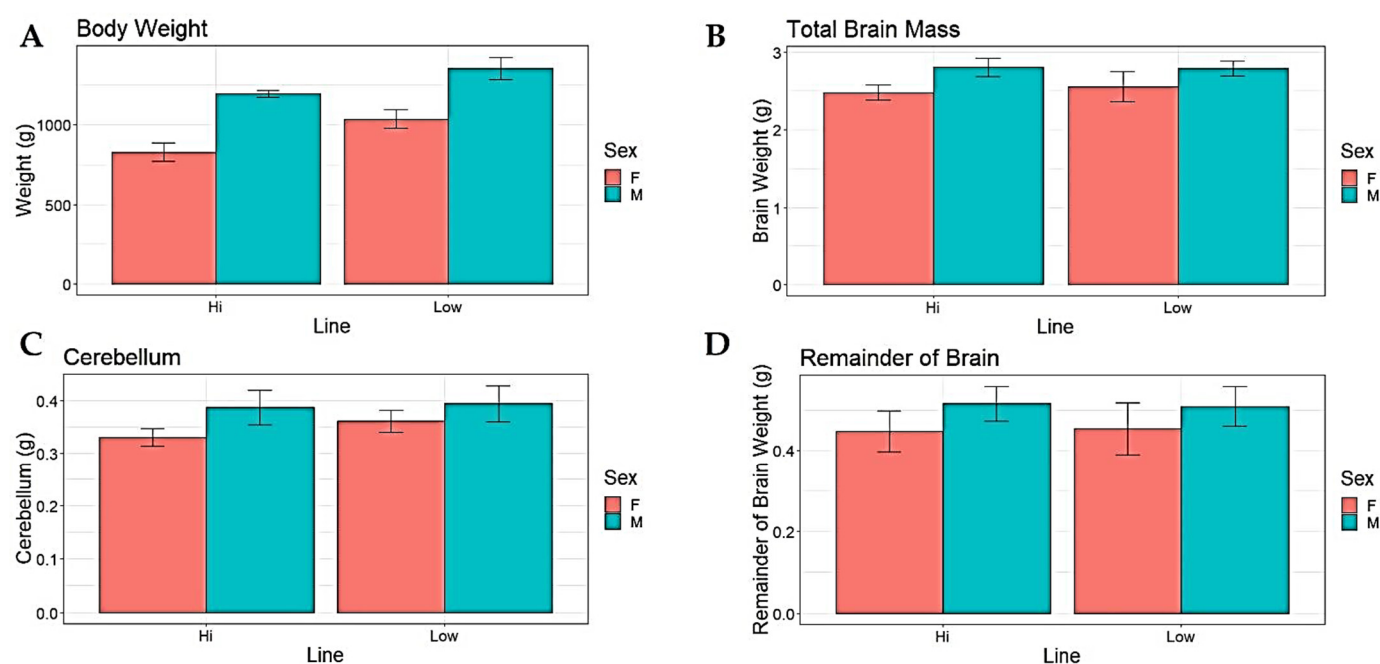 A
Body Weight
Weight (g)
1000
500
0
Hi
Low
Line
Sex
F
M
B
Total Brain Mass
Brain Weight (g)
3
2
1
0
Hi
Low
Line
Sex
F
M
C
Cerebellum
Cerebellum (g)
0.4
0.3
0.2
0.1
0.0
Hi
Low
Line
Sex
F
M
D
Remainder of Brain
Remainder of Brain Weight (g)
0.4
0.2
0.0
Hi
Low
Line
Sex
F
M